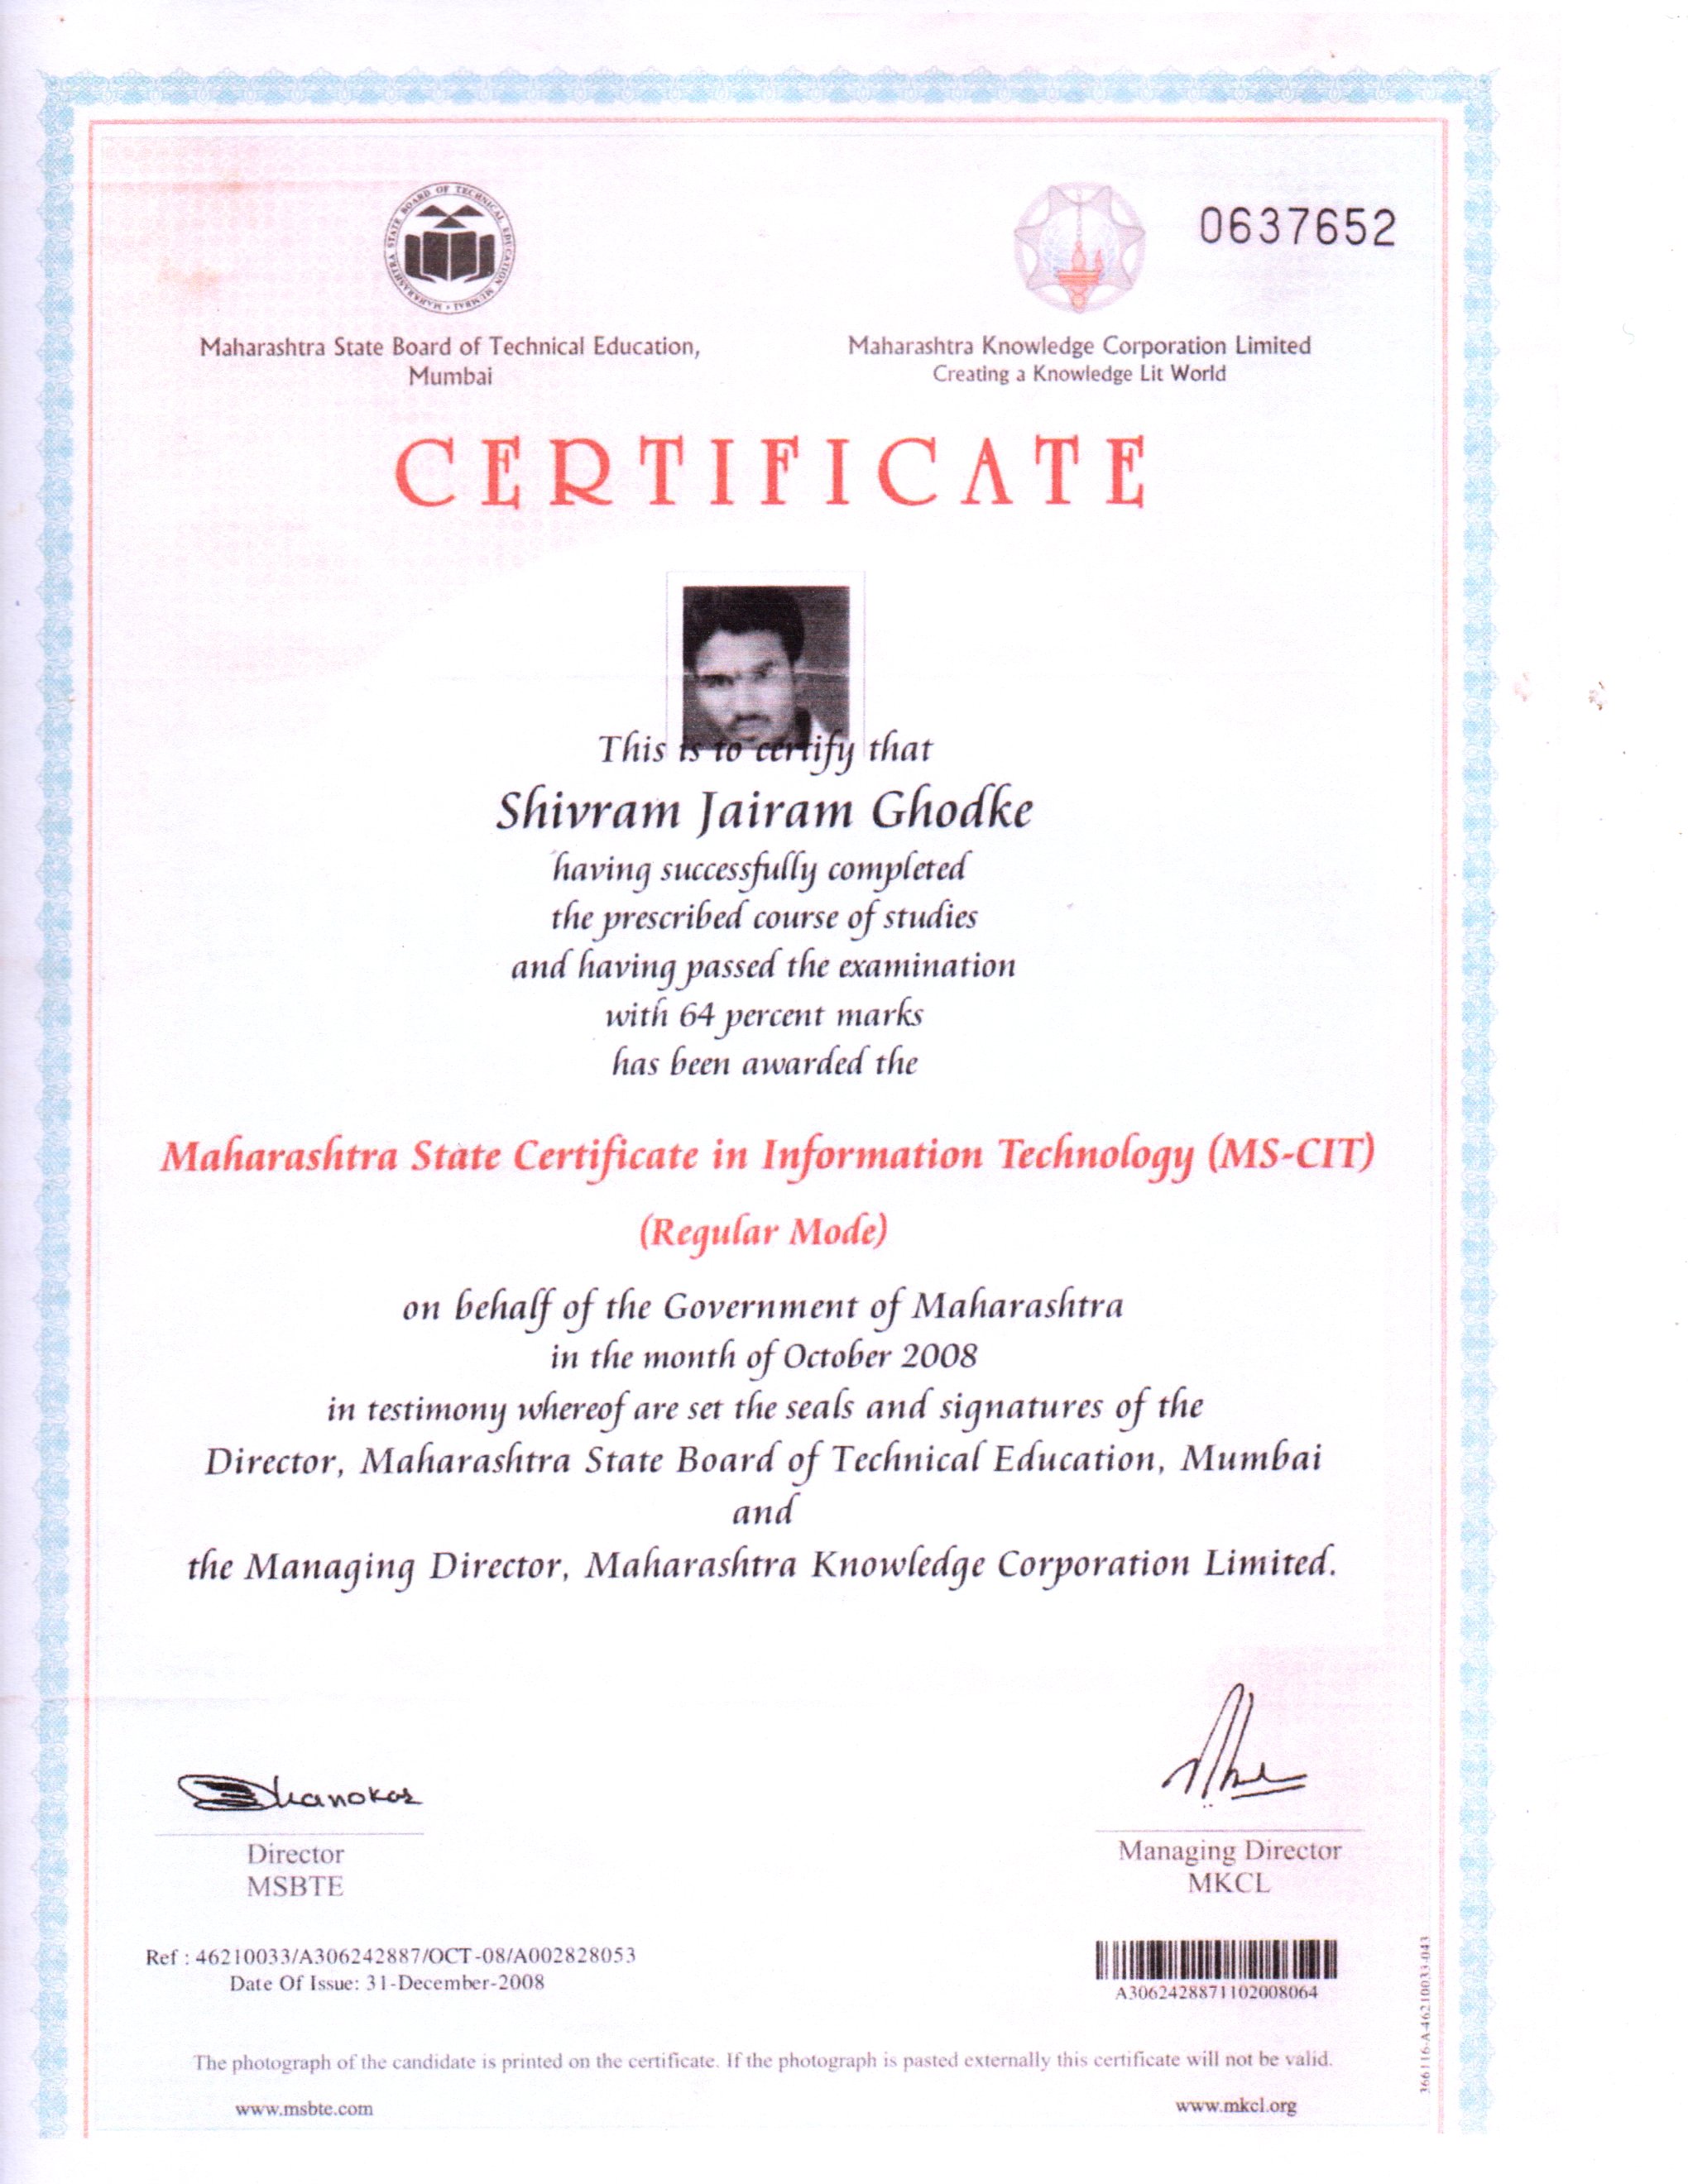 MAHARASHTRA STATE BOARD OF TECHNICAL EDUCATION, MUMBAI
0637652
Maharashtra State Board of Technical Education,
Mumbai
Maharashtra Knowledge Corporation Limited
Creating a Knowledge Lit World
CERTIFICATE
This is to certify that
Shivram Jairam Ghodke
having successfully completed
the prescribed course of studies
and having passed the examination
with 64 percent marks
has been awarded the
Maharashtra State Certificate in Information Technology (MS-CIT)
(Regular Mode)
on behalf of the Government of Maharashtra
in the month of October 2008
in testimony whereof are set the seals and signatures of the
Director, Maharashtra State Board of Technical Education, Mumbai
and
the Managing Director, Maharashtra Knowledge Corporation Limited.
Director
MSBTE
Managing Director
MKCL
Ref : 46210033/A306242887/OCT-08/A002828053
Date Of Issue: 31-December-2008
A3062428871102008064
366116-A-46210033-043
The photograph of the candidate is printed on the certificate. If the photograph is pasted externally this certificate will not be valid.
www.msbte.com
www.mkcl.org